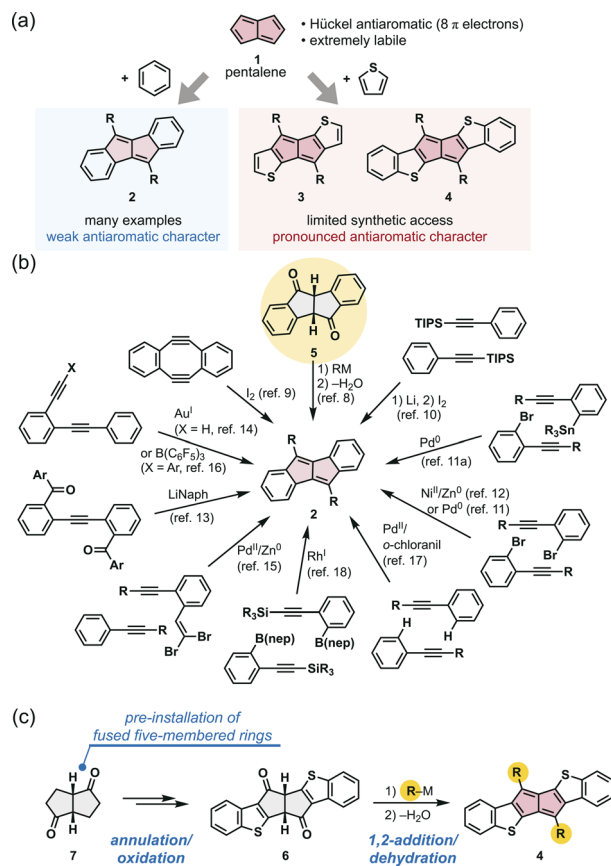 (a)
• Hückel antiaromatic (8 π electrons)
• extremely labile
1
pentalene
+
+
S
R
R
2
many examples
weak antiaromatic character
R
S
S
R
3
R
S
S
R
4
limited synthetic access
pronounced antiaromatic character
(b)
O
H
H
O
5
1) RM
2) –H2O
(ref. 8)
TIPS
TIPS
1) Li, 2) I2
(ref. 10)
I2 (ref. 9)
X
AuI
(X = H, ref. 14)
or B(C6F5)3
(X = Ar, ref. 16)
R
Br
R3Sn
R
Pd0
(ref. 11a)
R
R
2
Ar
O
O
Ar
LiNaph
(ref. 13)
NiII/Zn0 (ref. 12)
or Pd0 (ref. 11)
R
Br
Br
R
PdII/Zn0
(ref. 15)
R
R
Br
Br
RhI
(ref. 18)
R3Si
B(nep)
B(nep)
SiR3
PdII/
o-chloranil
(ref. 17)
R
H
H
R
(c)
pre-installation of
fused five-membered rings
H
O
O
H
7
annulation/
oxidation
O
H
S
S
H
O
6
1) R–M
2) –H2O
1,2-addition/
dehydration
R
S
S
R
4